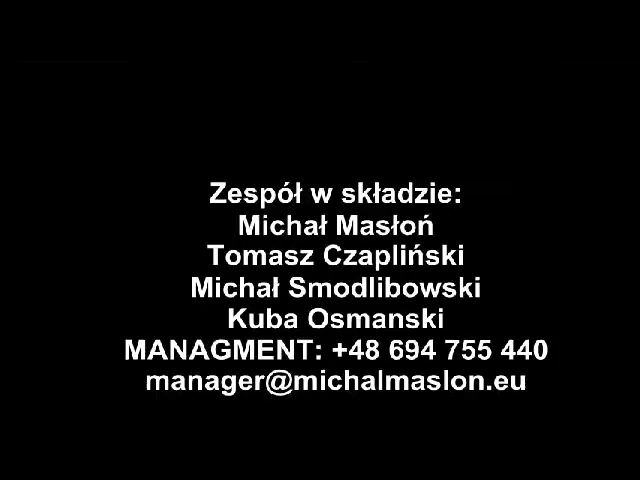 Zespół w składzie:
Michał Masłoń
Tomasz Czapliński
Michał Smodlibowski
Kuba Osmanski
MANAGMENT: +48 694 755 440
manager@michalmaslon.eu